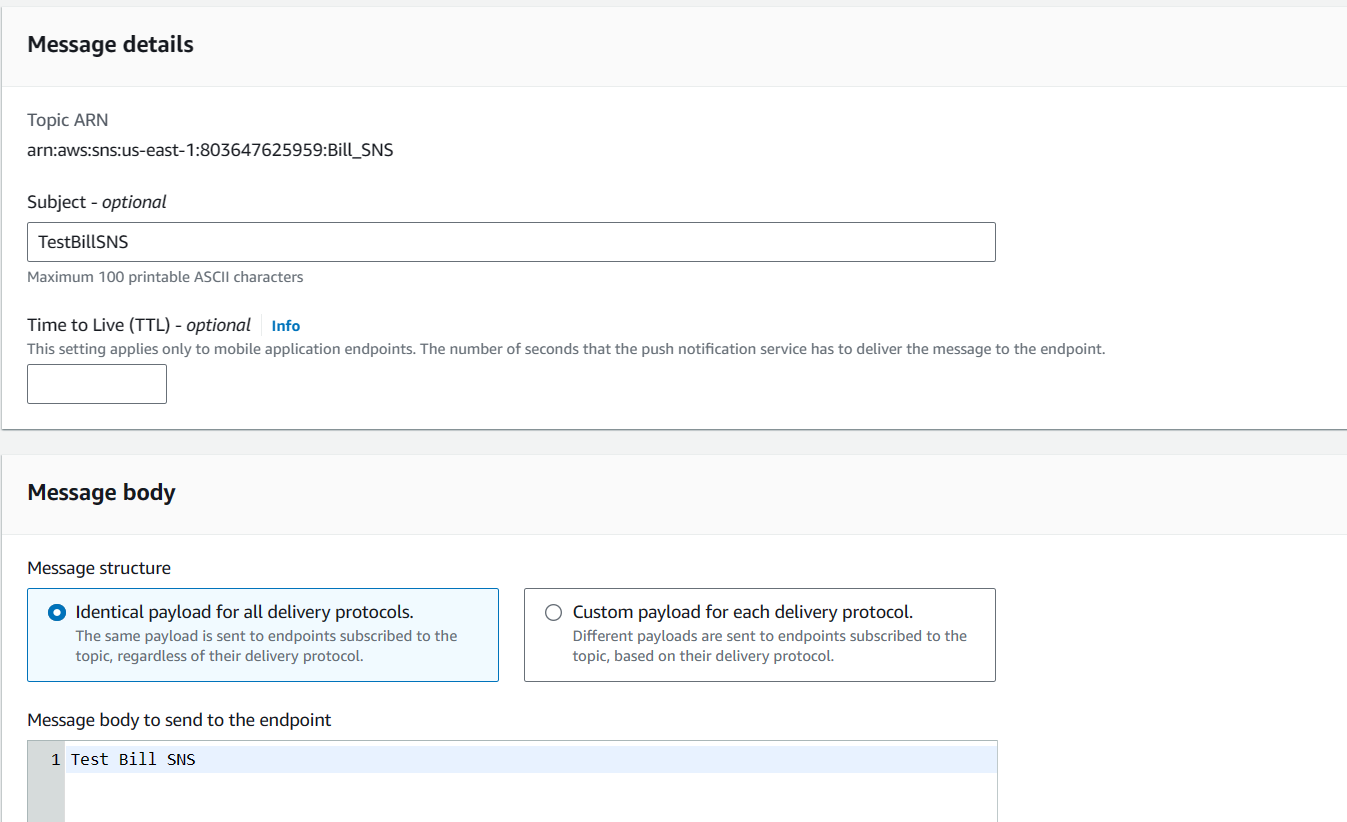 Message details
Topic ARN
arn:aws:sns:us-east-1:803647625959:Bill_SNS
Subject - optional
TestBillSNS
Maximum 100 printable ASCII characters
Time to Live (TTL) - optional Info
This setting applies only to mobile application endpoints. The number of seconds that the push notification service has to deliver the message to the endpoint.
Message body
Message structure
Identical payload for all delivery protocols.
The same payload is sent to endpoints subscribed to the
topic, regardless of their delivery protocol.
Custom payload for each delivery protocol.
Different payloads are sent to endpoints subscribed to the
topic, based on their delivery protocol.
Message body to send to the endpoint
1 Test Bill SNS